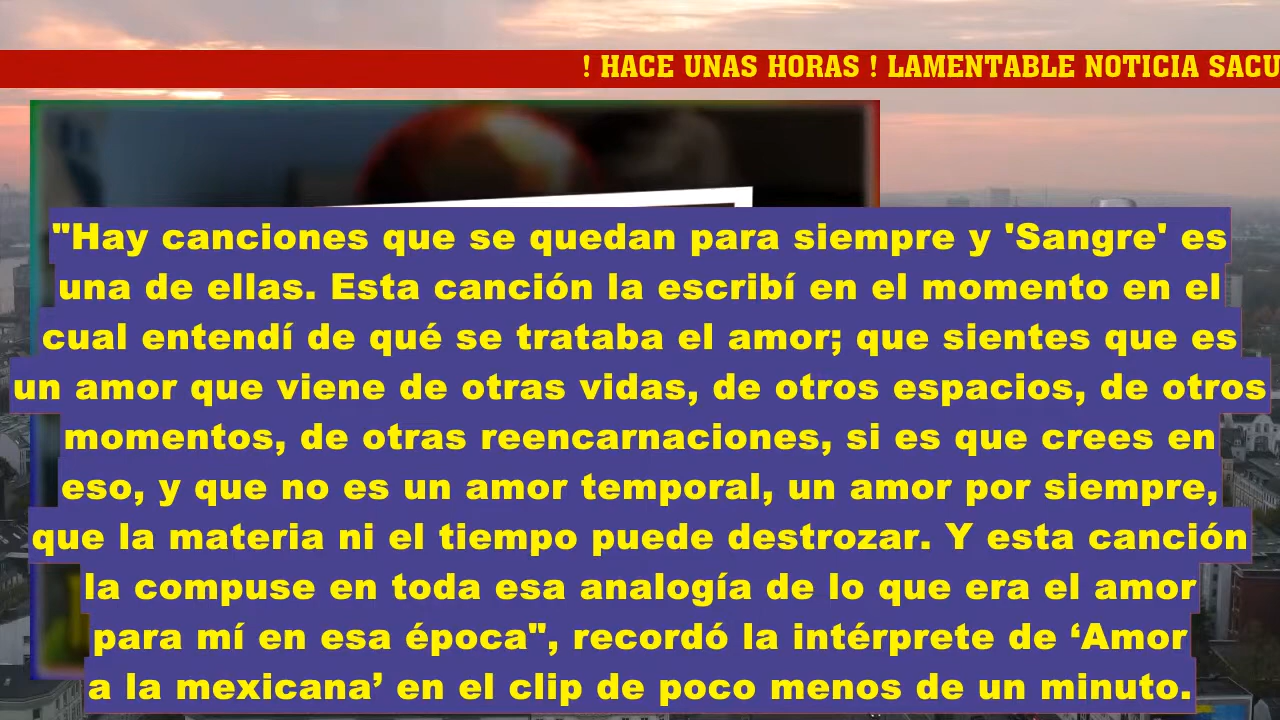 ! HACE UNAS HORAS ! LAMENTABLE NOTICIA
"Hay canciones que se quedan para siempre y 'Sangre' es
una de ellas. Esta canción la escribí en el momento en el
cual entendí de qué se trataba el amor; que sientes que es
un amor que viene de otras vidas, de otros espacios, de otros
momentos, de otras reencarnaciones, si es que crees en
eso, y que no es un amor temporal, un amor por siempre,
que la materia ni el tiempo puede destrozar. Y esta canción
la compuse en toda esa analogía de lo que era el amor
para mí en esa época", recordó la intérprete de ‘Amor
a la mexicana’ en el clip de poco menos de un minuto.